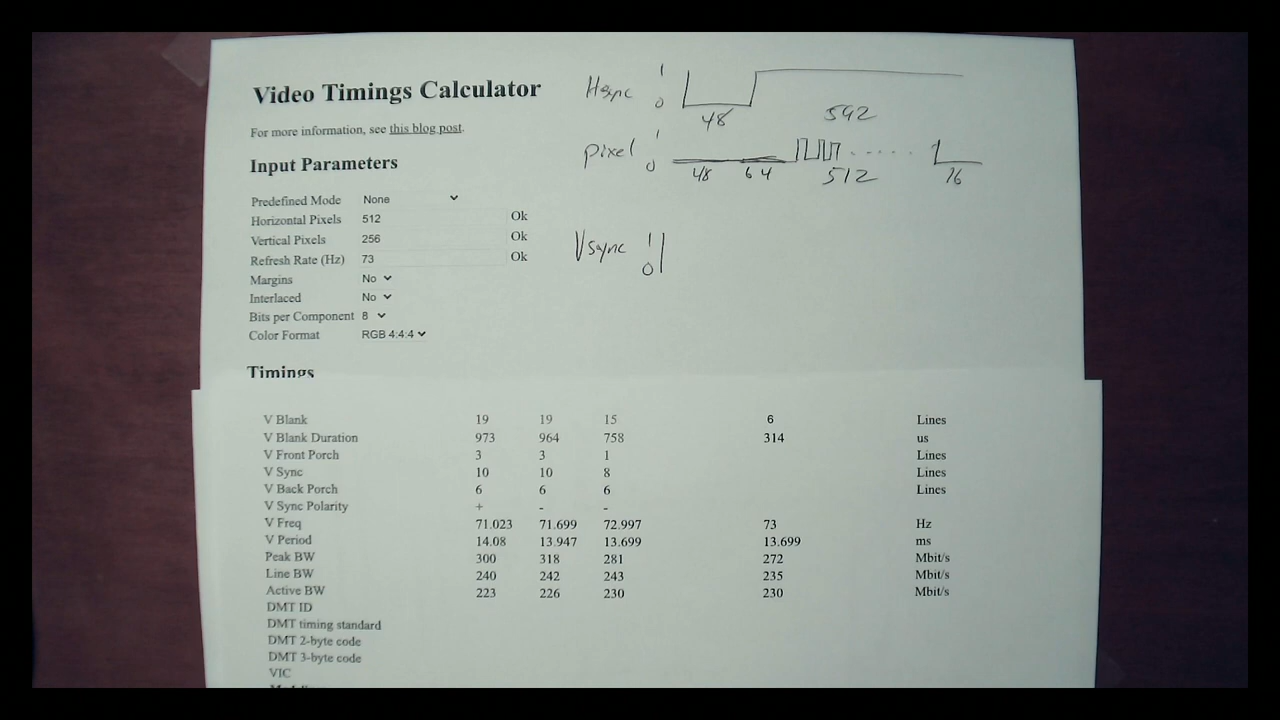 Video Timings Calculator
For more information, see this blog post.
Input Parameters
Predefined Mode None
Horizontal Pixels 512 Ok
Vertical Pixels 256 Ok
Refresh Rate (Hz) 73 Ok
Margins No
Interlaced No
Bits per Component 8
Color Format RGB 4:4:4
Timings
Hsync 1
0
48 592
pixel 1
0
48 64 512 16
Vsync 1
0
V Blank 19 19 15 6 Lines
V Blank Duration 973 964 758 314 us
V Front Porch 3 3 1 Lines
V Sync 10 10 8 Lines
V Back Porch 6 6 6 Lines
V Sync Polarity + - -
V Freq 71.023 71.699 72.997 73 Hz
V Period 14.08 13.947 13.699 13.699 ms
Peak BW 300 318 281 272 Mbit/s
Line BW 240 242 243 235 Mbit/s
Active BW 223 226 230 230 Mbit/s
DMT ID
DMT timing standard
DMT 2-byte code
DMT 3-byte code
VIC